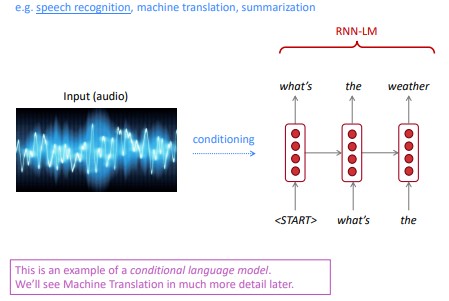 e.g. speech recognition, machine translation, summarization
RNN-LM
what's the weather
Input (audio)
conditioning
<START> what's the
This is an example of a conditional language model.
We'll see Machine Translation in much more detail later.